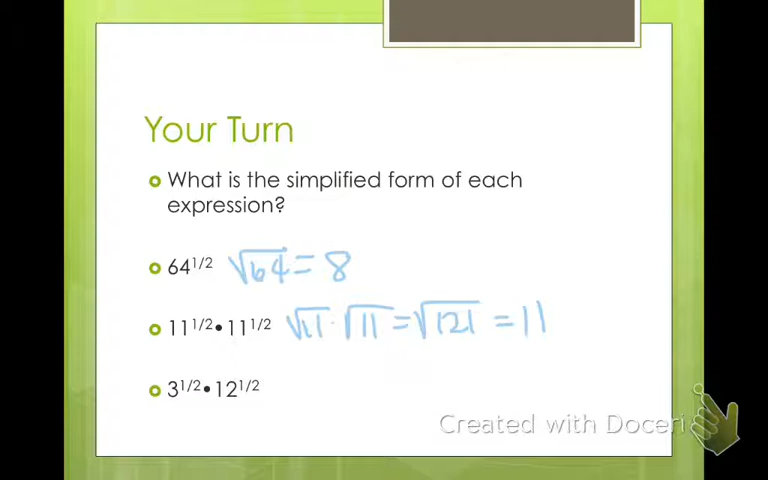 Your Turn
What is the simplified form of each
expression?
64^{1/2} √64 = 8
11^{1/2}•11^{1/2} √11 · √11 = √121 = 11
3^{1/2}•12^{1/2}
Created with Doceri